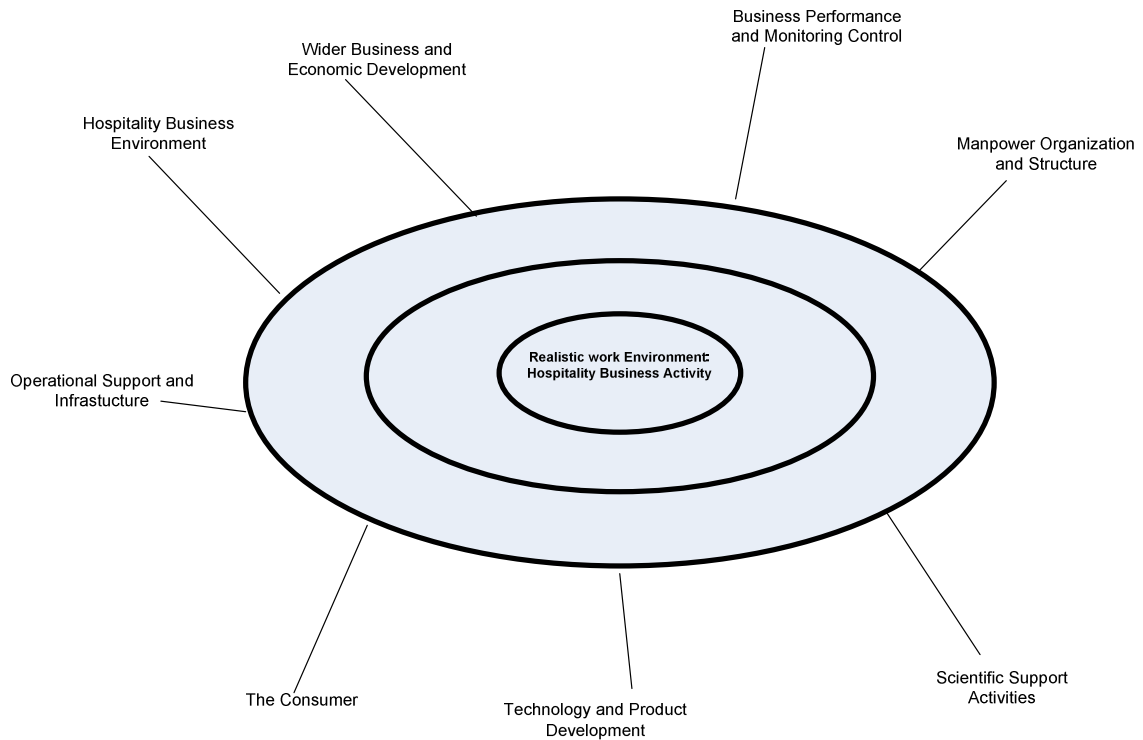 Business Performance
and Monitoring Control
Wider Business and
Economic Development
Hospitality Business
Environment
Manpower Organization
and Structure
Realistic work Environment:
Hospitality Business Activity
Operational Support and
Infrastucture
The Consumer
Technology and Product
Development
Scientific Support
Activities